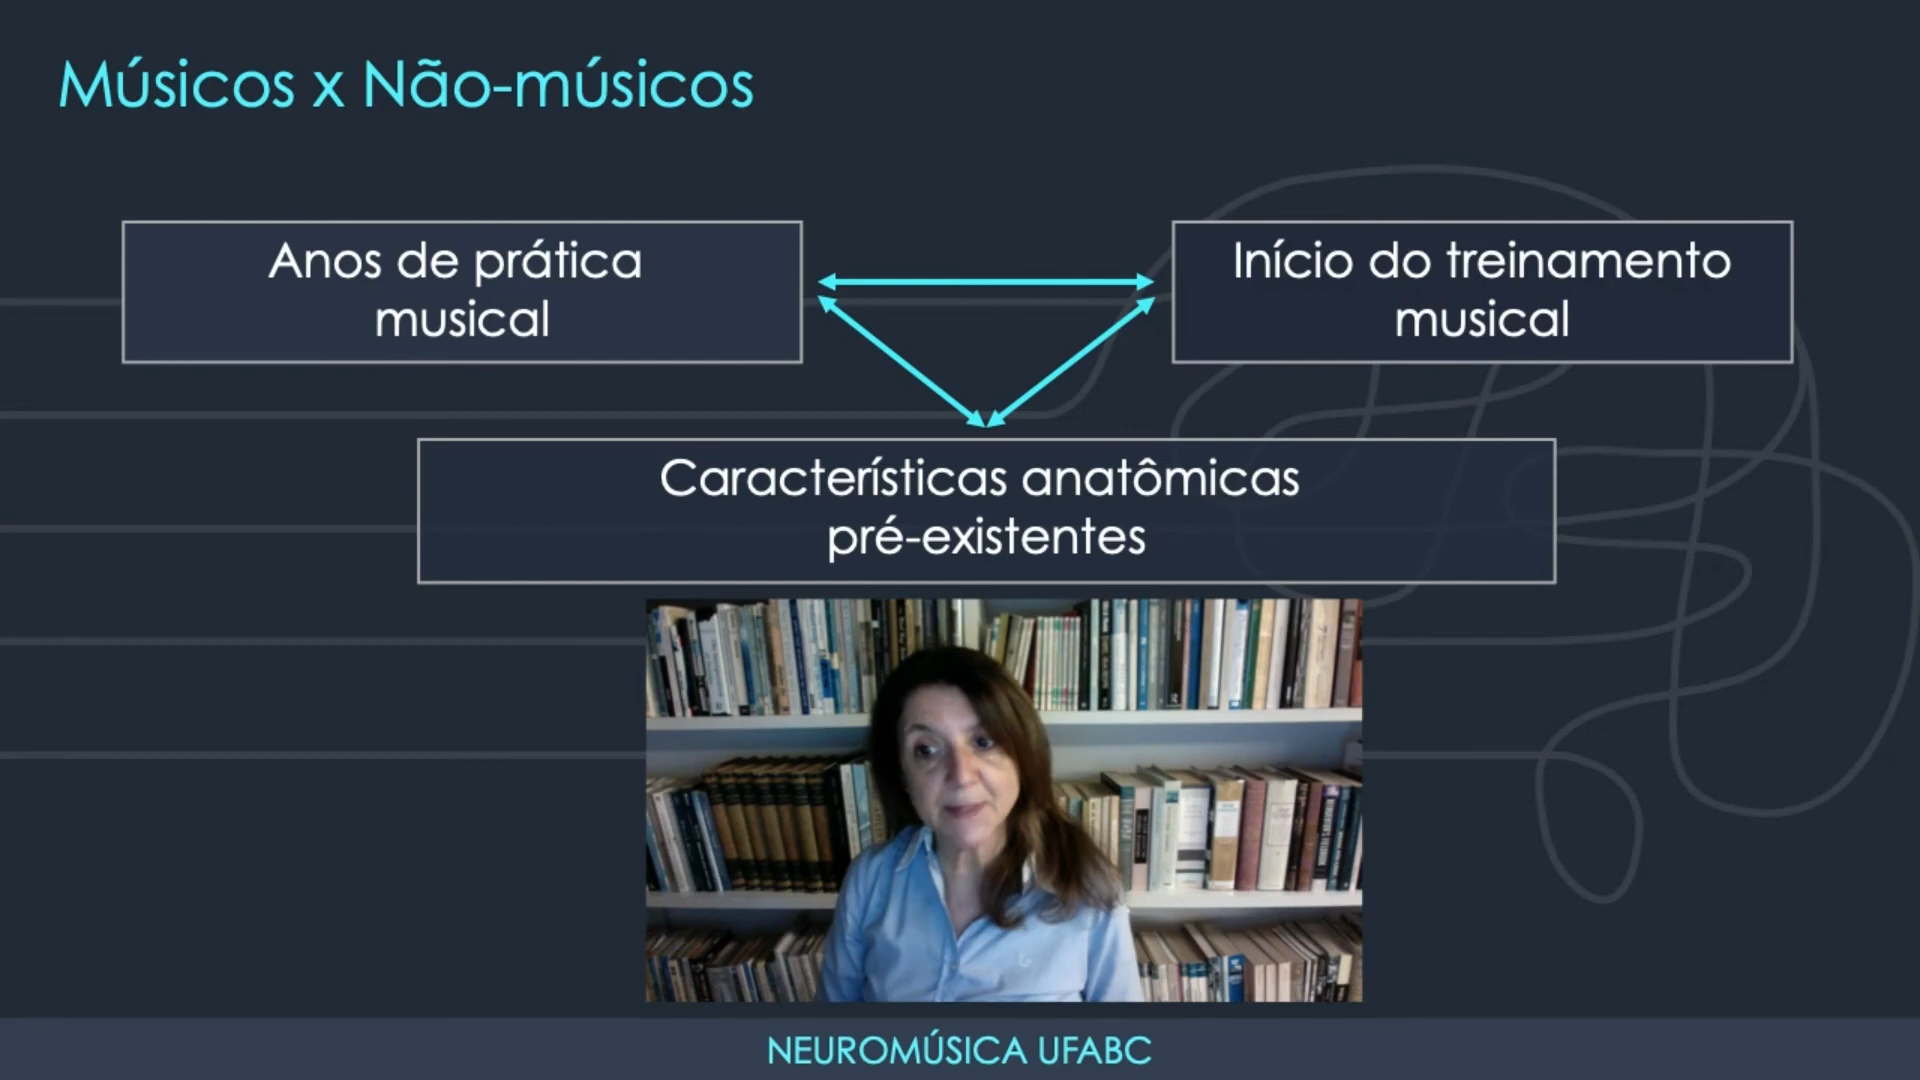 Músicos x Não-músicos
Anos de prática
musical
Início do treinamento
musical
Características anatômicas
pré-existentes
NEUROMÚSICA UFABC